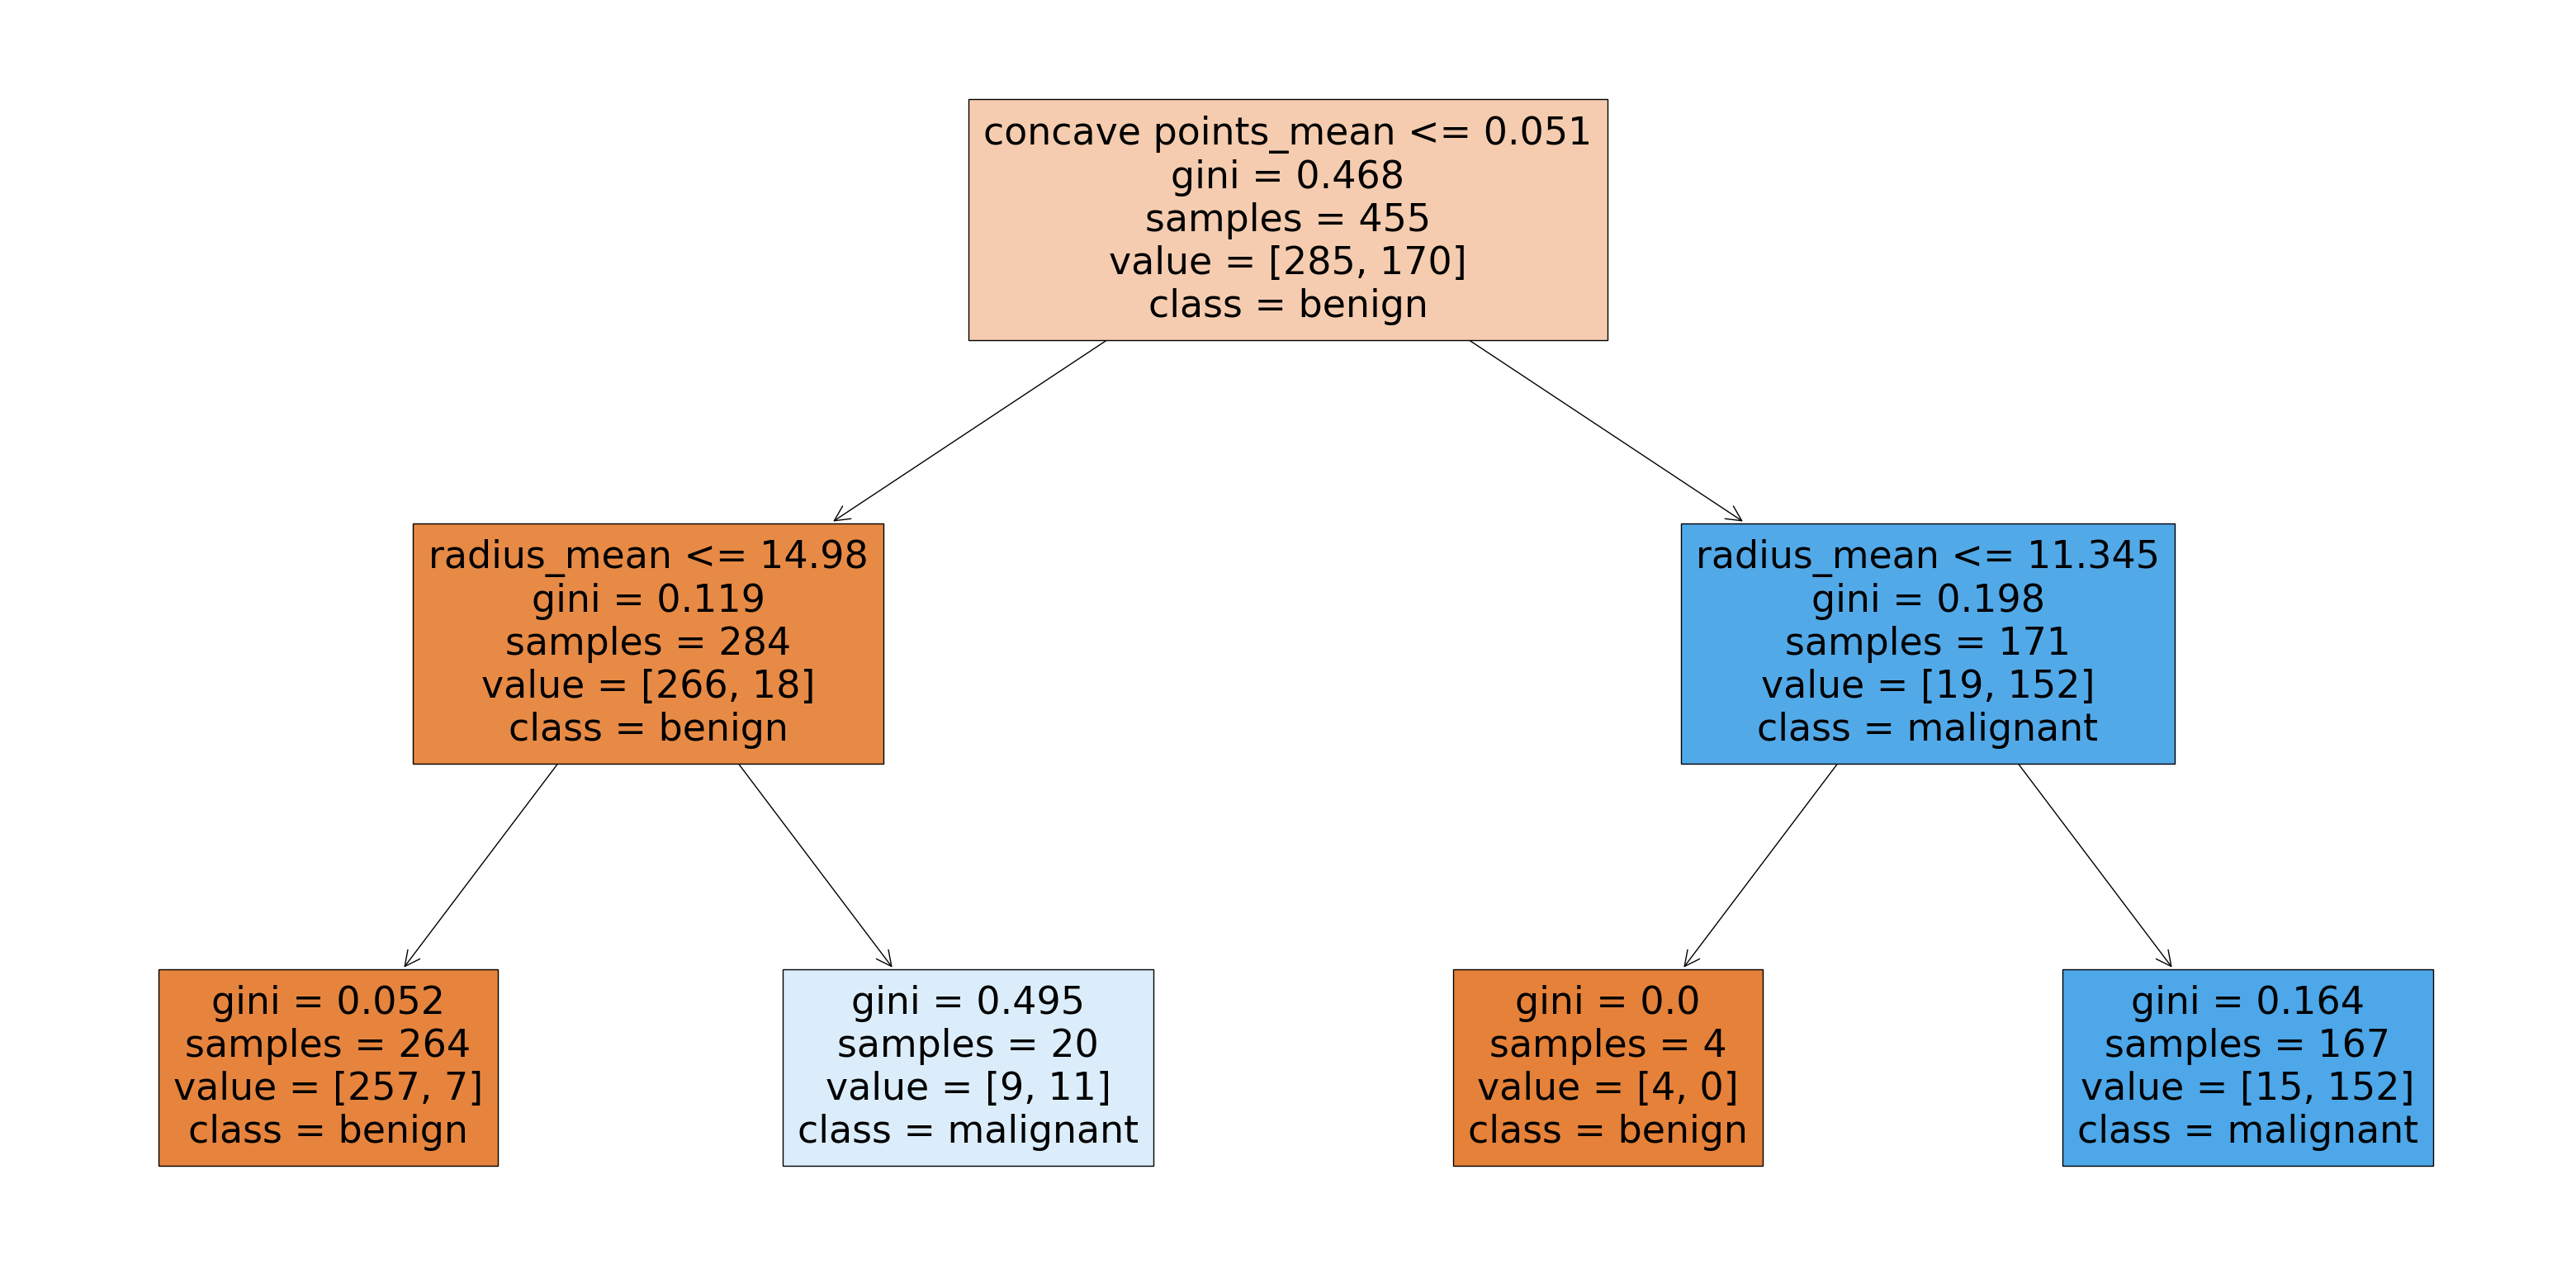 concave points_mean <= 0.051
gini = 0.468
samples = 455
value = [285, 170]
class = benign
radius_mean <= 14.98
gini = 0.119
samples = 284
value = [266, 18]
class = benign
radius_mean <= 11.345
gini = 0.198
samples = 171
value = [19, 152]
class = malignant
gini = 0.052
samples = 264
value = [257, 7]
class = benign
gini = 0.495
samples = 20
value = [9, 11]
class = malignant
gini = 0.0
samples = 4
value = [4, 0]
class = benign
gini = 0.164
samples = 167
value = [15, 152]
class = malignant